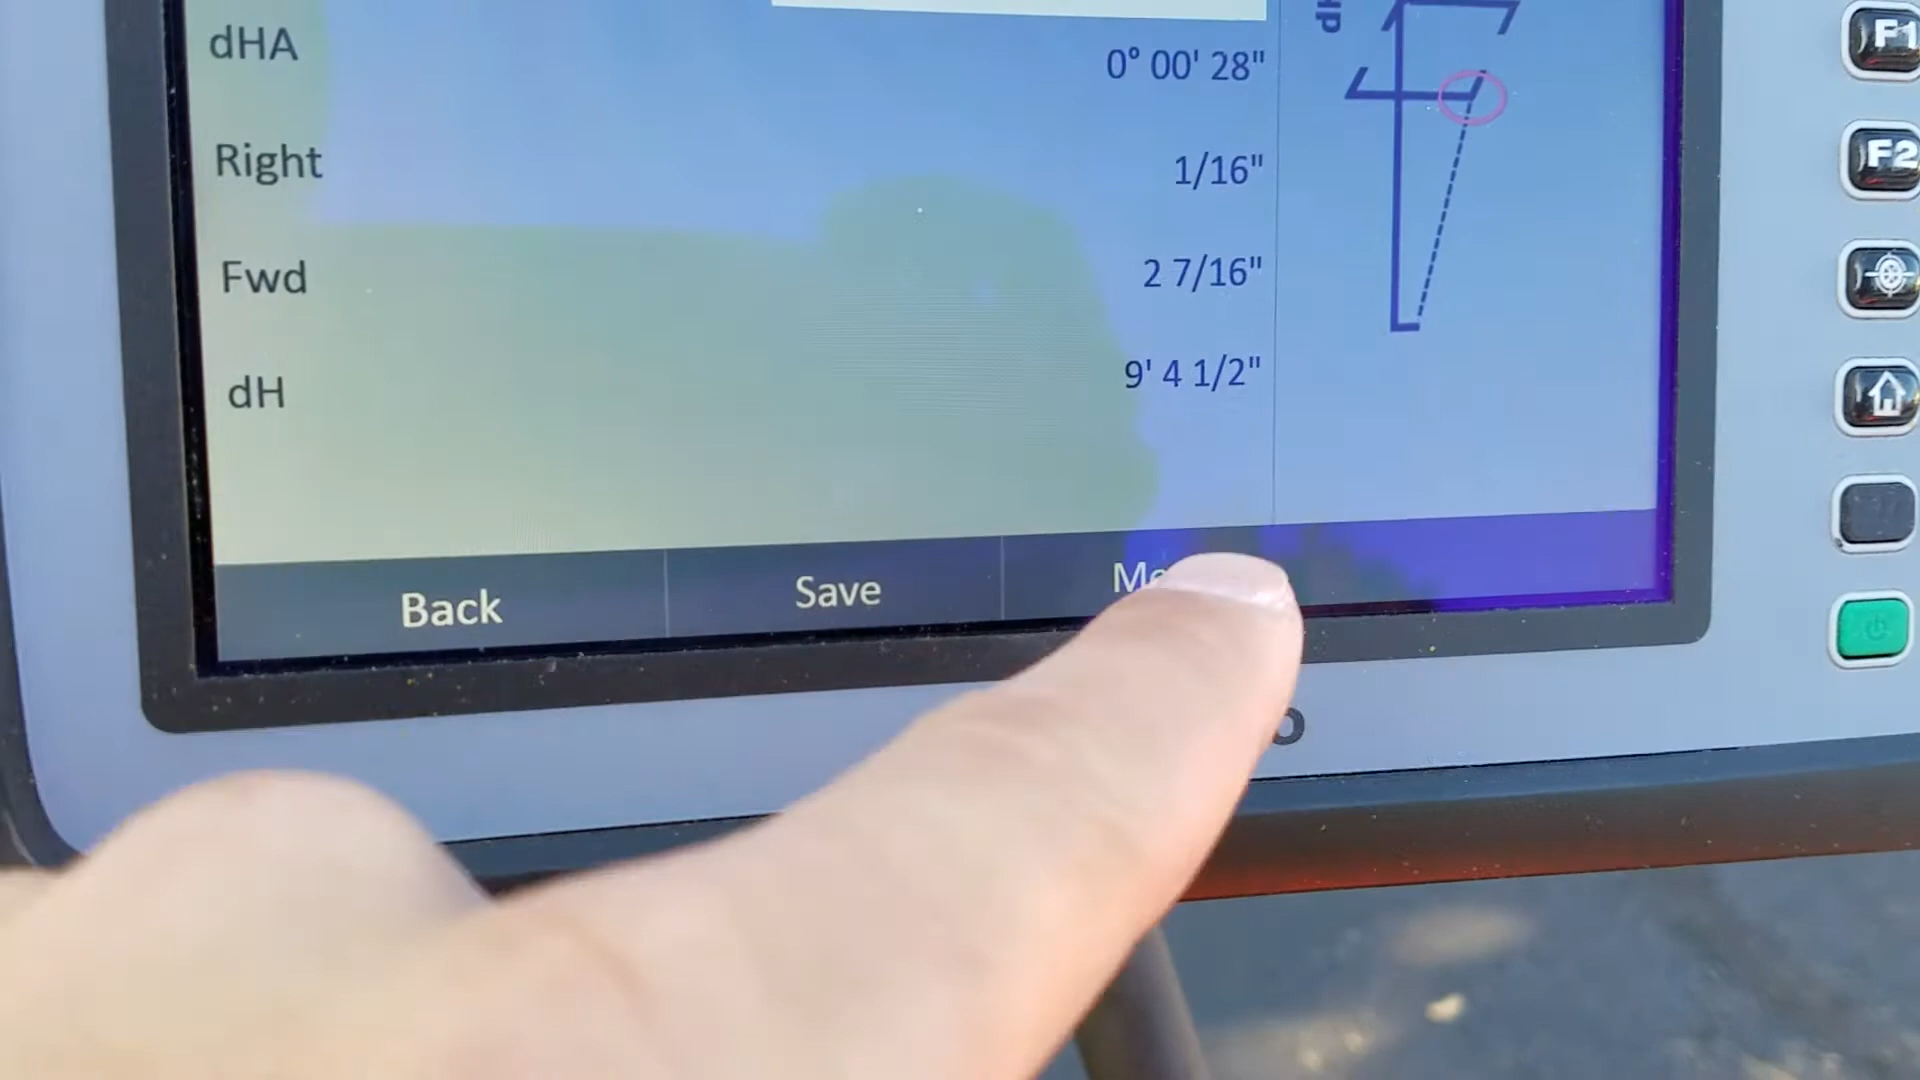 dHA 0° 00' 28"
Right 1/16"
Fwd 2 7/16"
dH 9' 4 1/2"
Back Save
F1
F2